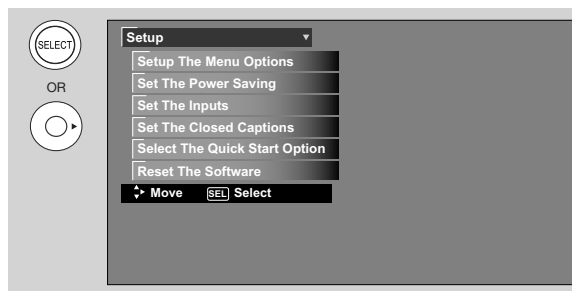 SELECT
OR
Setup
Setup The Menu Options
Set The Power Saving
Set The Inputs
Set The Closed Captions
Select The Quick Start Option
Reset The Software
Move SEL Select